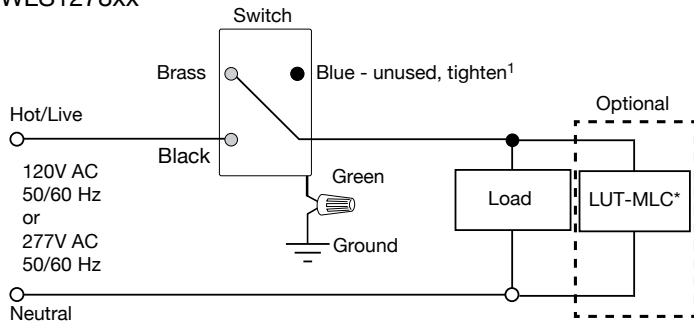 Switch
Brass
Blue - unused, tighten¹
Optional
Hot/Live
Black
120V AC
50/60 Hz
or
277V AC
50/60 Hz
Green
Load
LUT-MLC*
Ground
Neutral